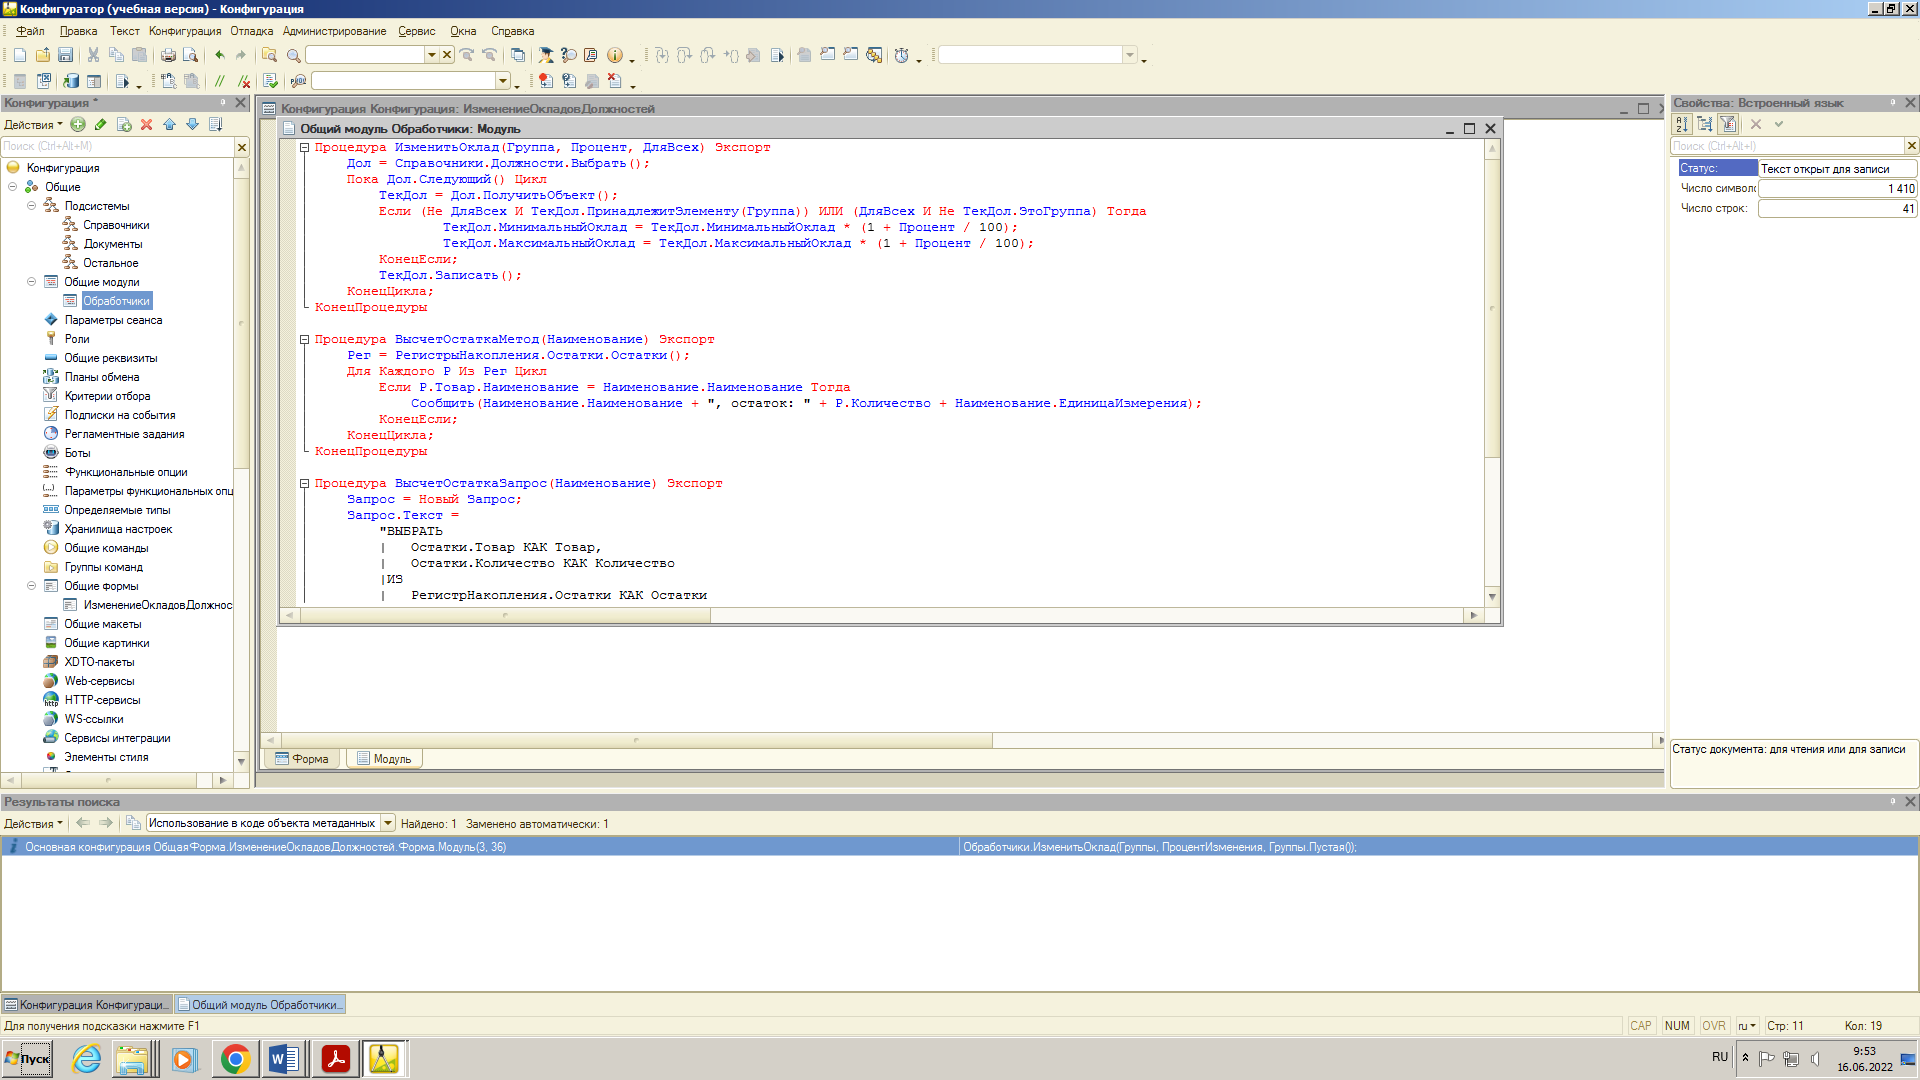 Конфигуратор (учебная версия) - Конфигурация
Файл Правка Текст Конфигурация Отладка Администрирование Сервис Окна Справка
Конфигурация *
Действия
Поиск (Ctrl+Alt+M)
Конфигурация
Общие
Подсистемы
Справочники
Документы
Остальное
Общие модули
Обработчики
Параметры сеанса
Роли
Общие реквизиты
Планы обмена
Критерии отбора
Подписки на события
Регламентные задания
Боты
Функциональные опции
Параметры функциональных опц
Определяемые типы
Хранилища настроек
Общие команды
Группы команд
Общие формы
ИзменениеОкладовДолжнос
Общие макеты
Общие картинки
XDTO-пакеты
Web-сервисы
HTTP-сервисы
WS-ссылки
Сервисы интеграции
Элементы стиля
Конфигурация Конфигурация: ИзменениеОкладовДолжностей
Общий модуль Обработчики: Модуль
Процедура ИзменитьОклад(Группа, Процент, ДляВсех) Экспорт
Дол = Справочники.Должности.Выбрать();
Пока Дол.Следующий() Цикл
ТекДол = Дол.ПолучитьОбъект();
Если (Не ДляВсех И ТекДол.ПринадлежитЭлементу(Группа)) ИЛИ (ДляВсех И Не ТекДол.ЭтоГруппа) Тогда
ТекДол.МинимальныйОклад = ТекДол.МинимальныйОклад * (1 + Процент / 100);
ТекДол.МаксимальныйОклад = ТекДол.МаксимальныйОклад * (1 + Процент / 100);
КонецЕсли;
ТекДол.Записать();
КонецЦикла;
КонецПроцедуры
Процедура ВысчетОстаткаМетод(Наименование) Экспорт
Рег = РегистрыНакопления.Остатки.Остатки();
Для Каждого Р Из Рег Цикл
Если Р.Товар.Наименование = Наименование.Наименование Тогда
Сообщить(Наименование.Наименование + ", остаток: " + Р.Количество + Наименование.ЕдиницаИзмерения);
КонецЕсли;
КонецЦикла;
КонецПроцедуры
Процедура ВысчетОстаткаЗапрос(Наименование) Экспорт
Запрос = Новый Запрос;
Запрос.Текст =
"ВЫБРАТЬ
| Остатки.Товар КАК Товар,
| Остатки.Количество КАК Количество
|ИЗ
| РегистрНакопления.Остатки КАК Остатки
Форма Модуль
Свойства: Встроенный язык
Поиск (Ctrl+Alt+I)
Статус: Текст открыт для записи
Число символо 1 410
Число строк: 41
Статус документа: для чтения или для записи
Результаты поиска
Действия Использование в коде объекта метаданных Найдено: 1 Заменено автоматически: 1
Основная конфигурация ОбщаяФорма.ИзменениеОкладовДолжностей.Форма.Модуль(3, 36) Обработчики.ИзменитьОклад(Группы, ПроцентИзменения, Группы.Пустая());
Конфигурация Конфигураци... Общий модуль Обработчики...
Для получения подсказки нажмите F1 CAP NUM OVR ru Стр: 11 Кол: 19
Пуск RU 9:53
16.06.2022